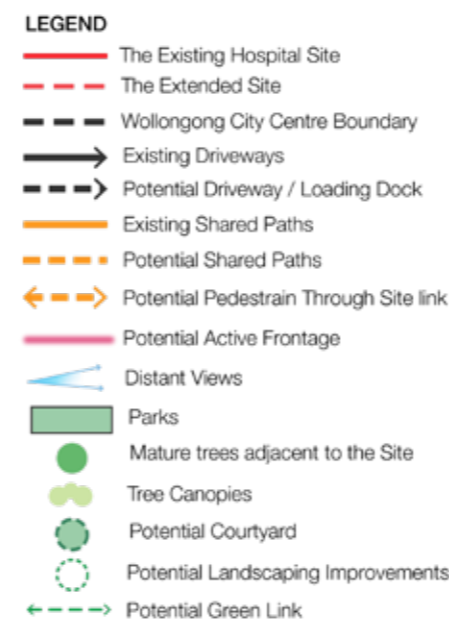 LEGEND
The Existing Hospital Site
The Extended Site
Wollongong City Centre Boundary
Existing Driveways
Potential Driveway / Loading Dock
Existing Shared Paths
Potential Shared Paths
Potential Pedestrain Through Site link
Potential Active Frontage
Distant Views
Parks
Mature trees adjacent to the Site
Tree Canopies
Potential Courtyard
Potential Landscaping Improvements
Potential Green Link